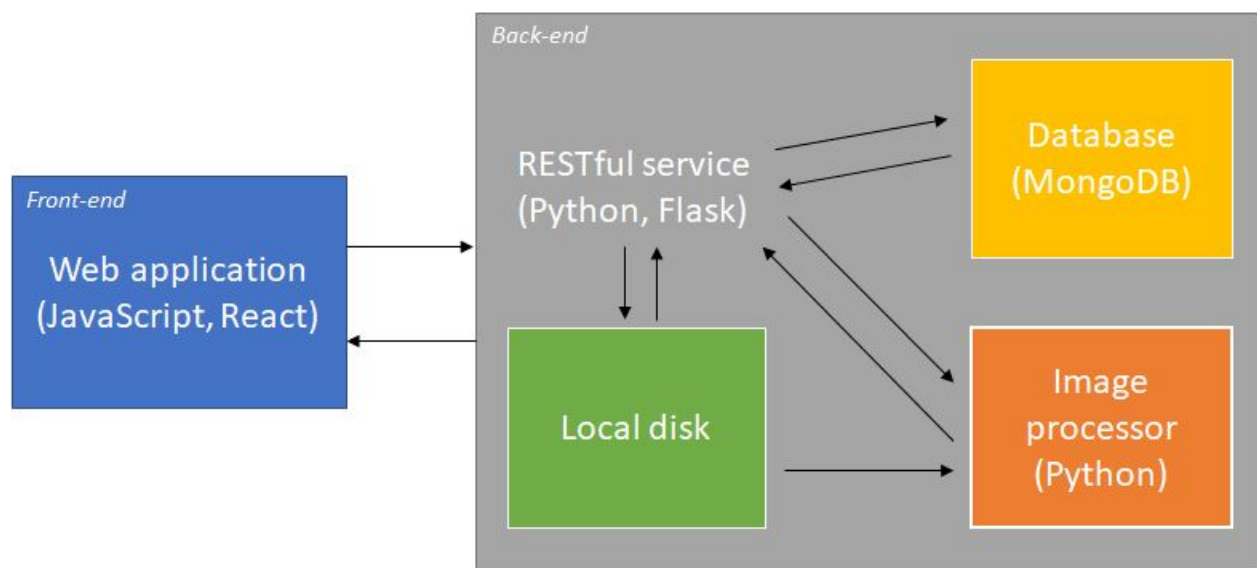 Back-end
Front-end
Web application
(JavaScript, React)
RESTful service
(Python, Flask)
Database
(MongoDB)
Local disk
Image
processor
(Python)